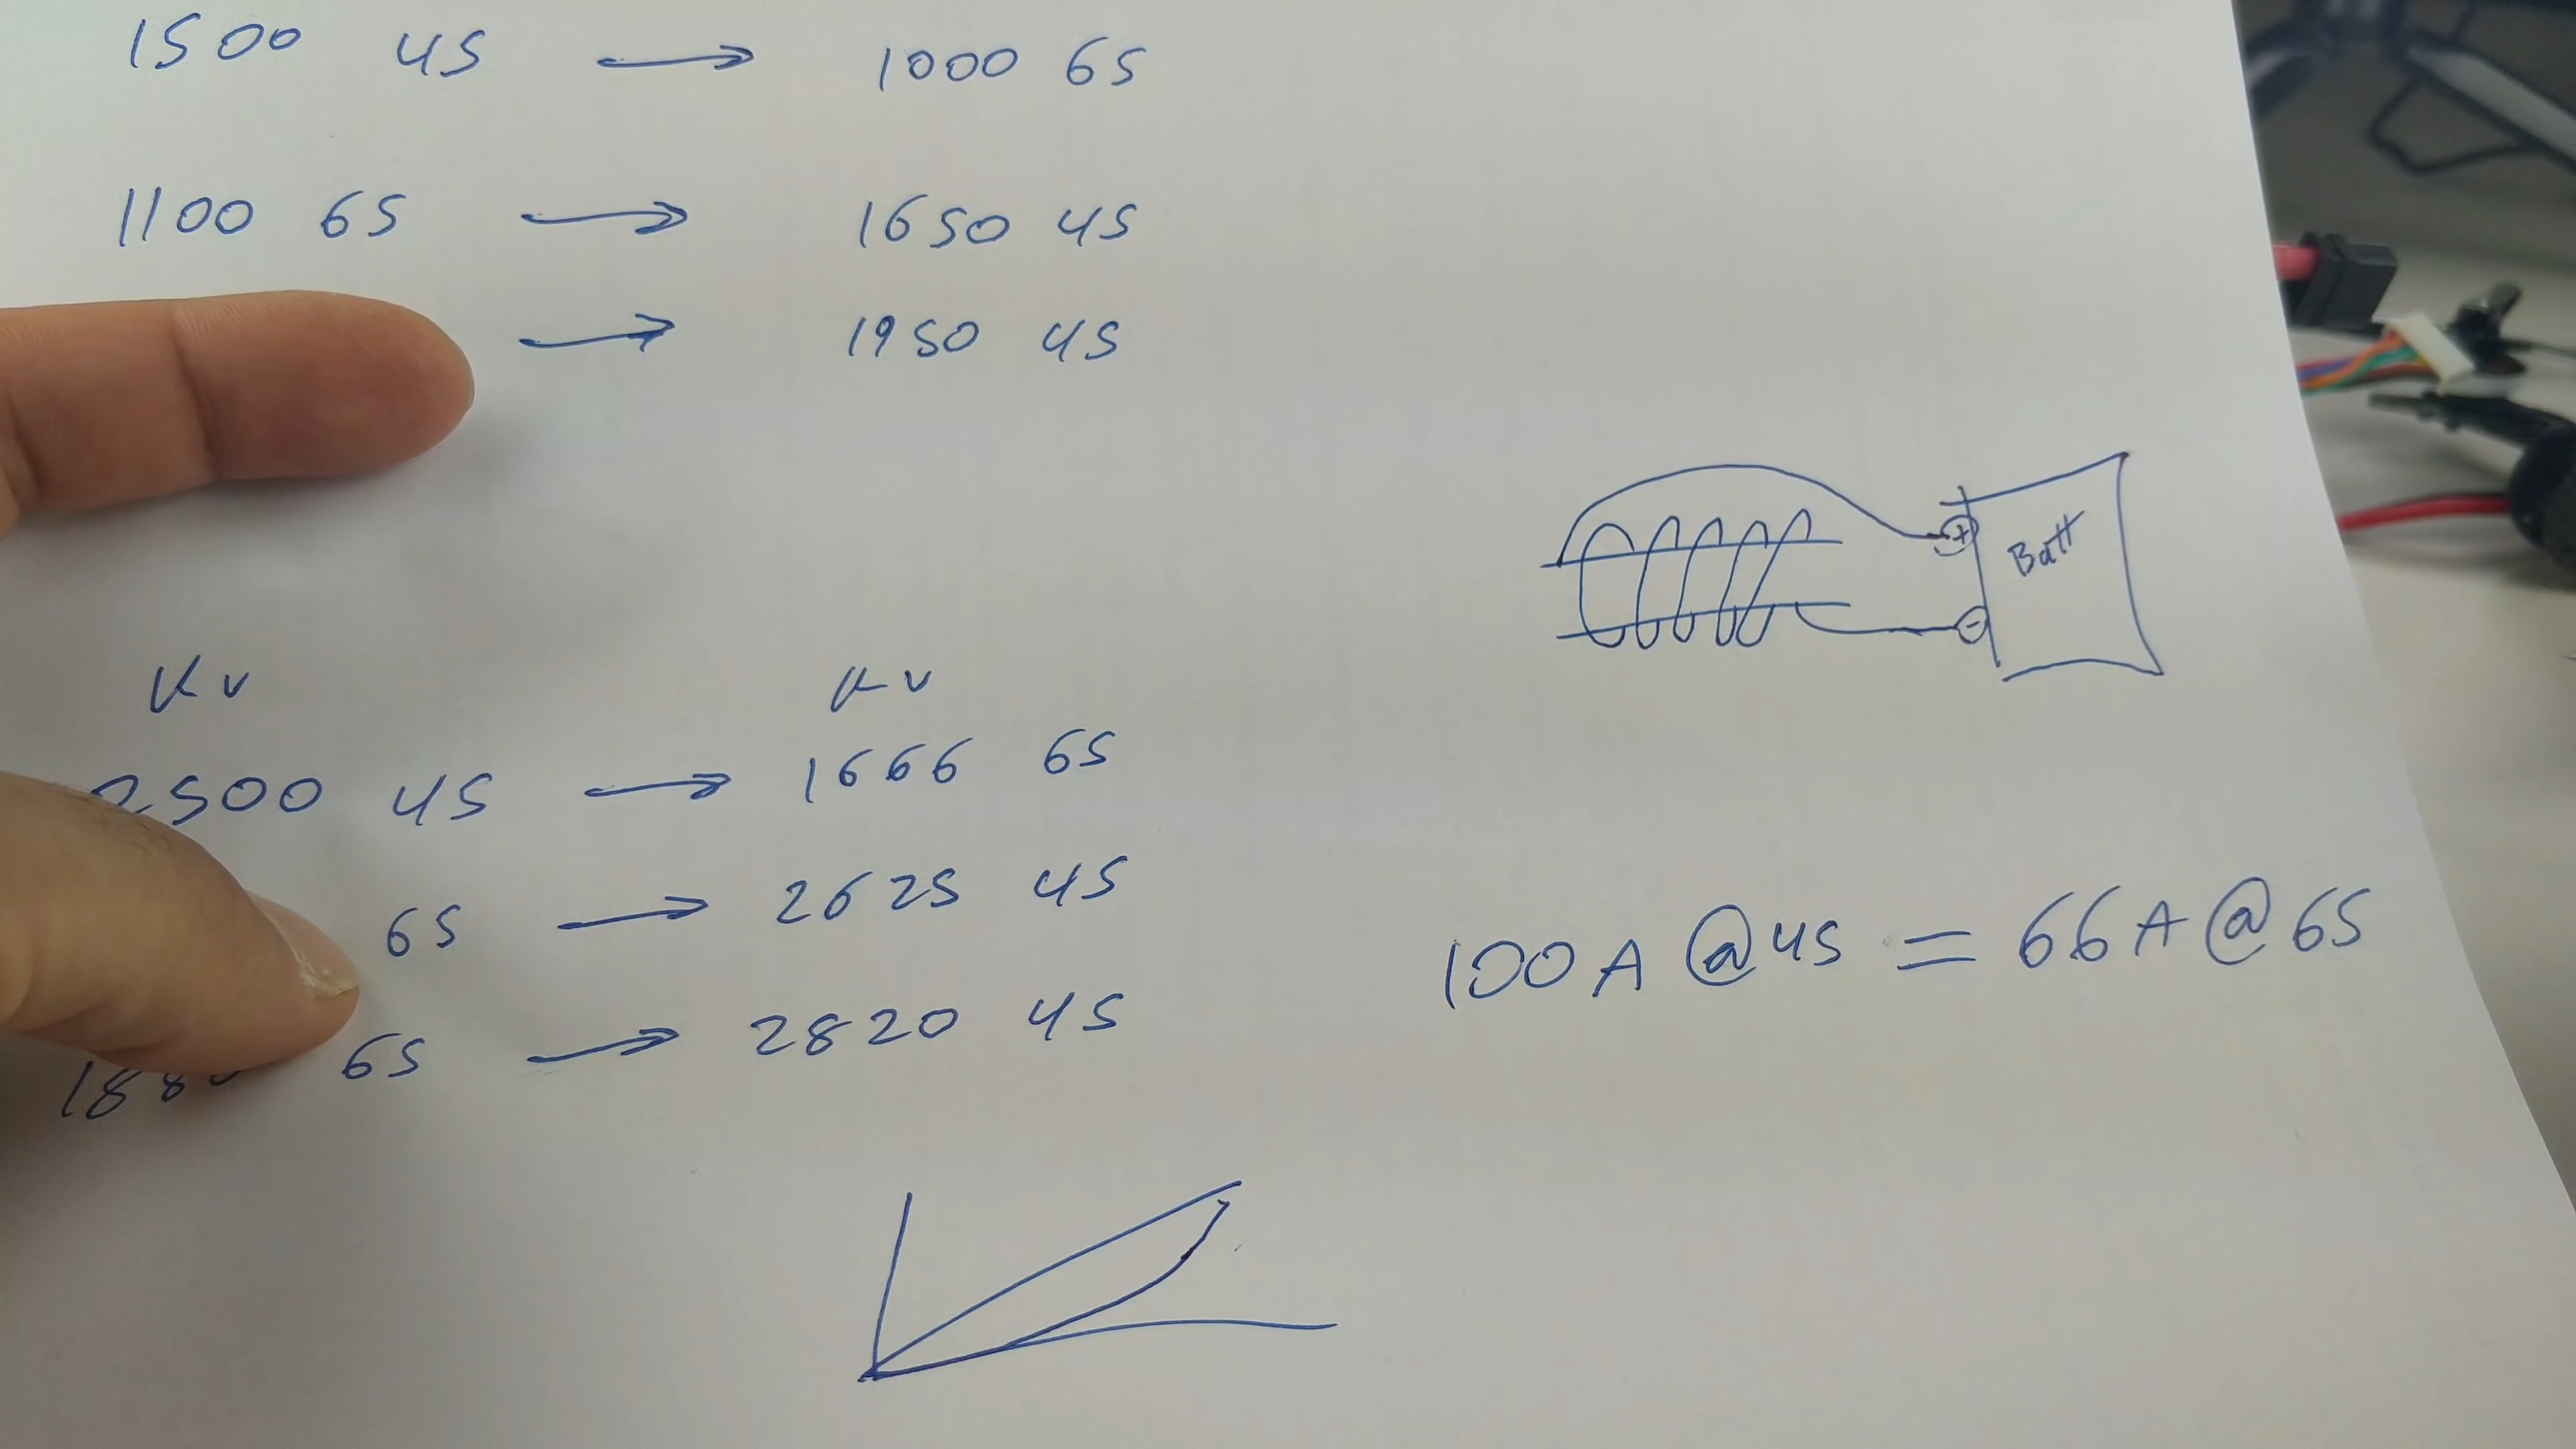 1500 4S → 1000 6S
1100 6S → 1650 4S
→ 1950 4S
Batt
+
-
Kv Kv
2500 4S → 1666 6S
6S → 2625 4S
6S → 2820 4S
100A @ 4S = 66A @ 6S